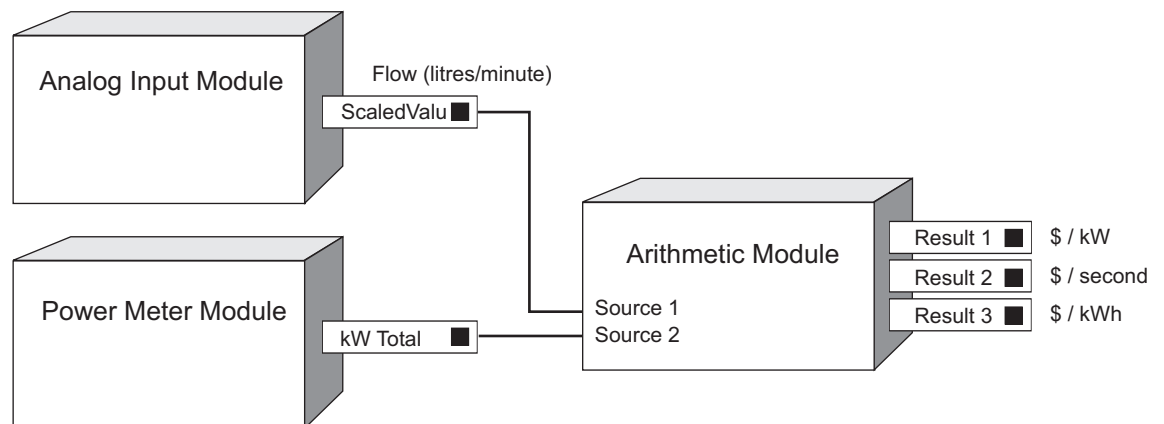 Analog Input Module
Flow (litres/minute)
ScaledValu
Power Meter Module
kW Total
Arithmetic Module
Source 1
Source 2
Result 1
$ / kW
Result 2
$ / second
Result 3
$ / kWh